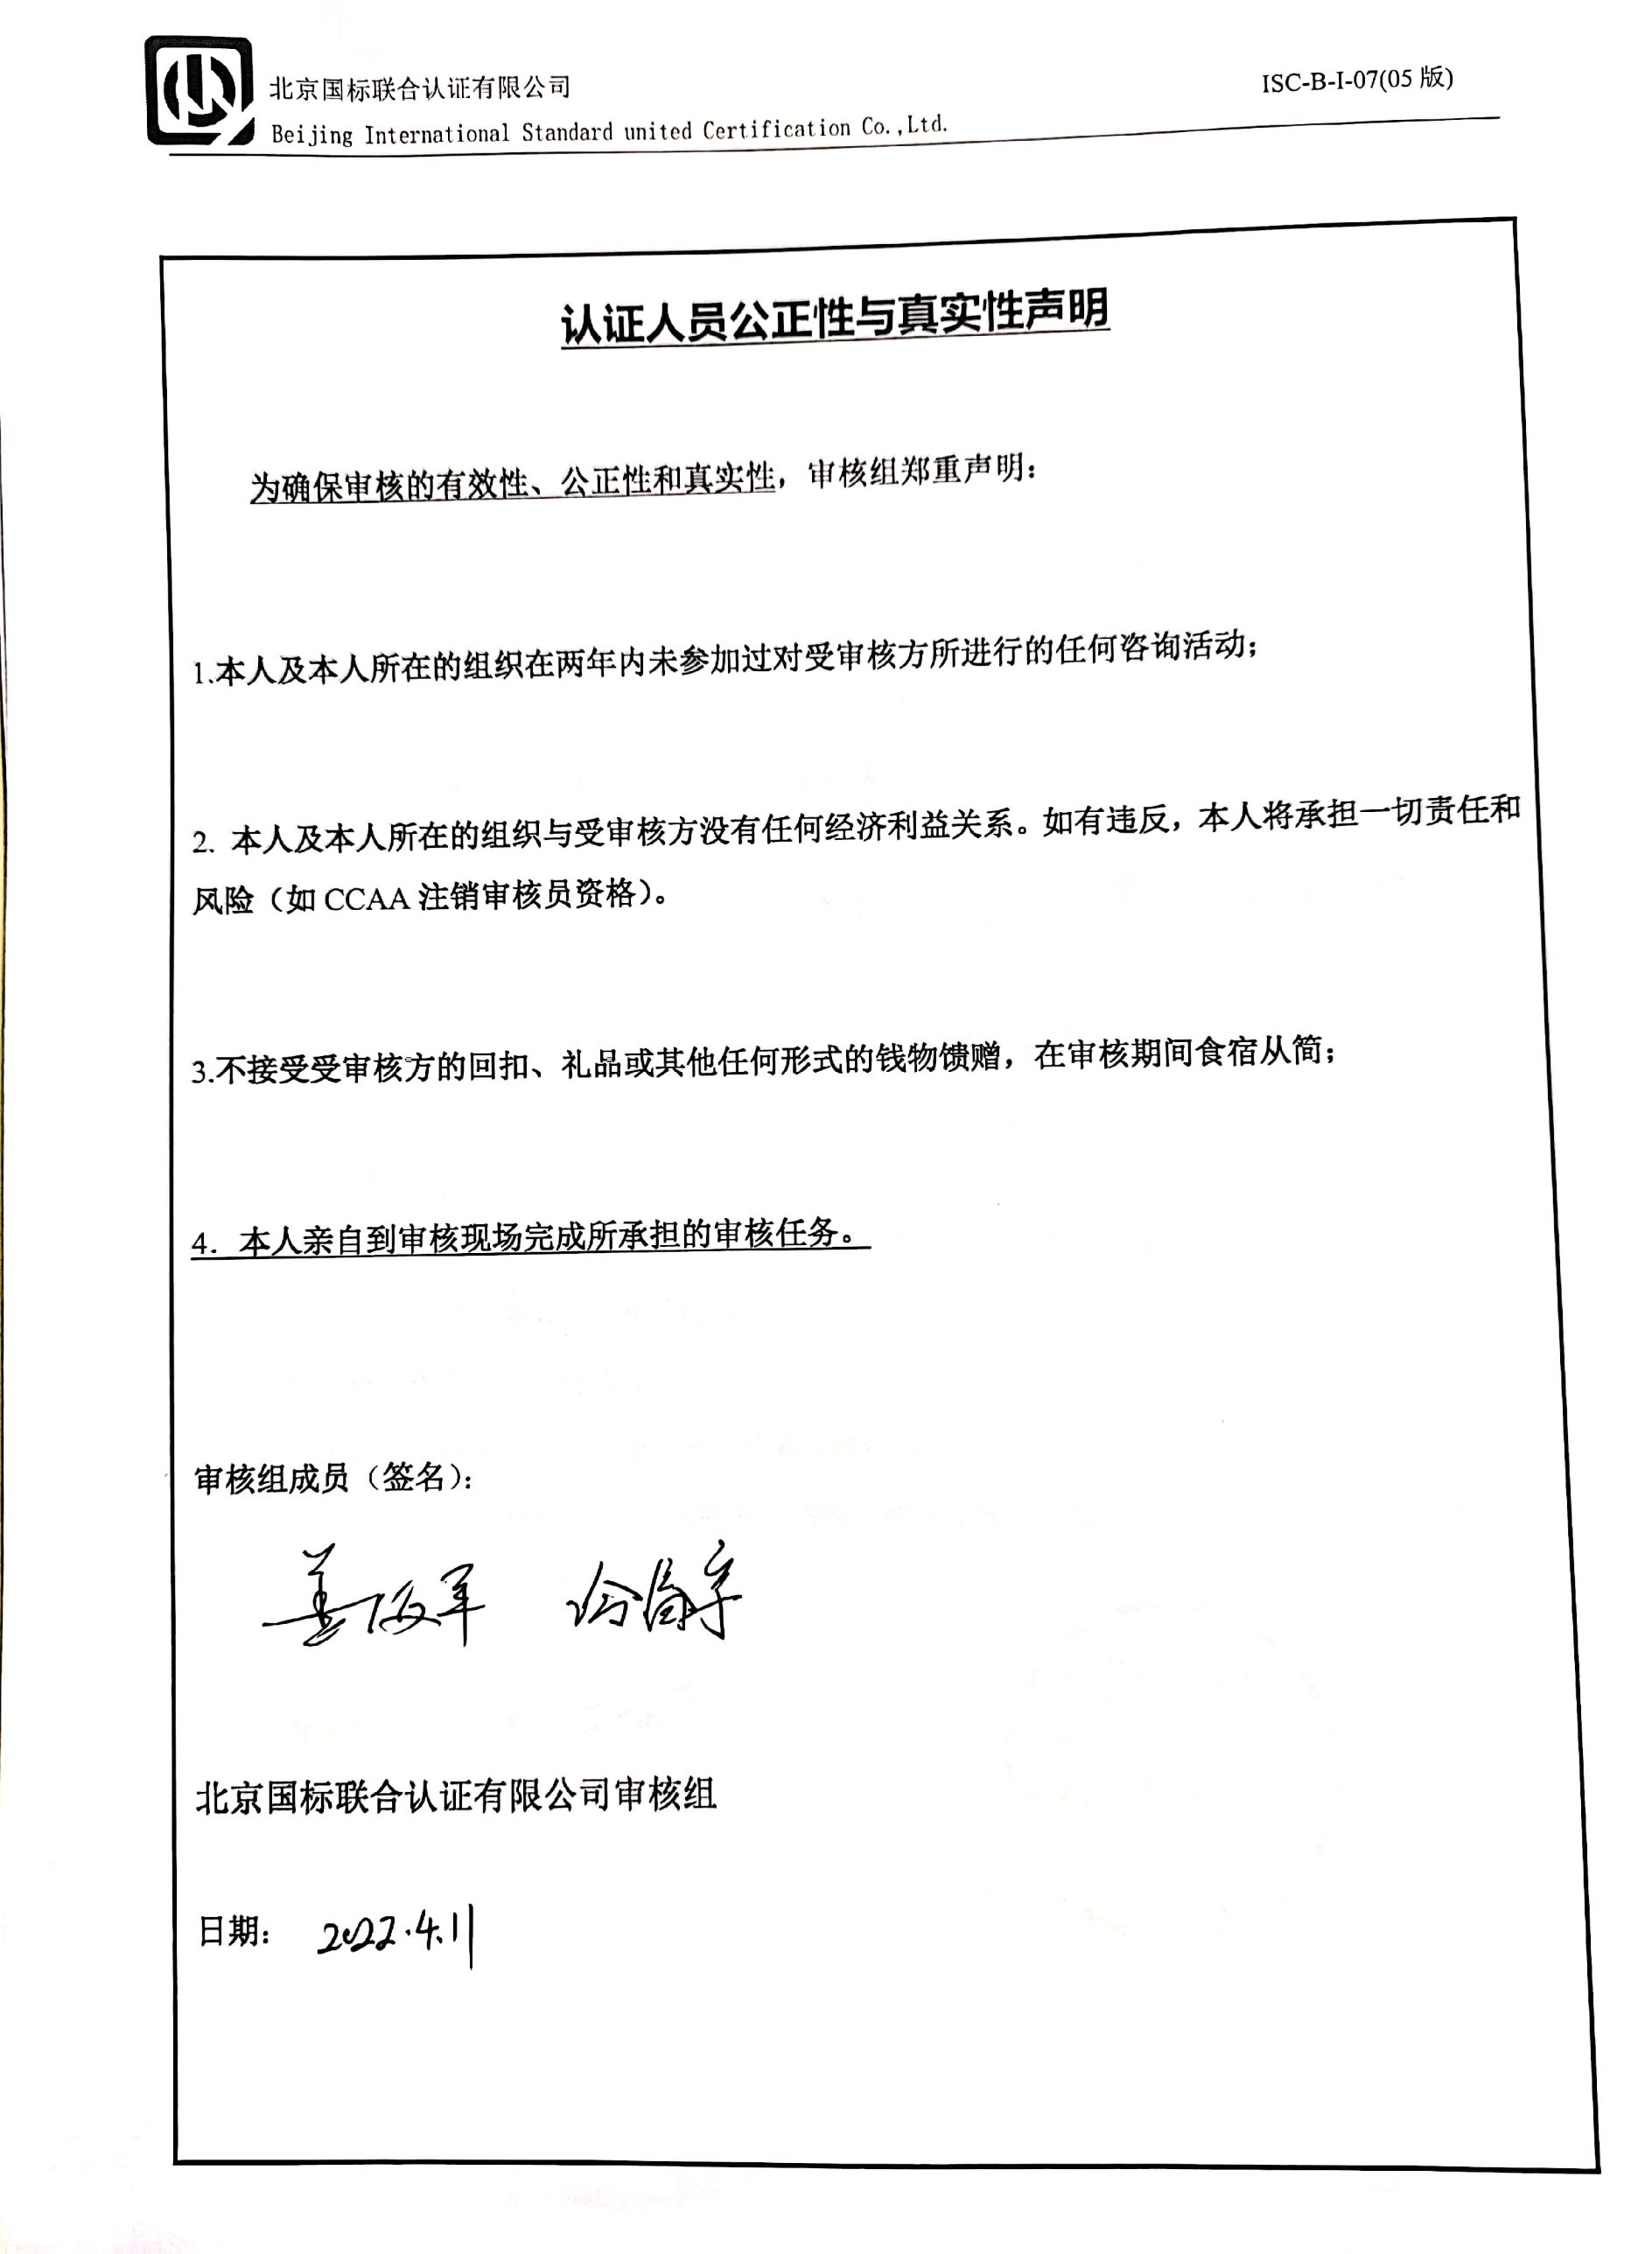 北京国标联合认证有限公司
ISC-B-I-07(05 版)
Beijing International Standard united Certification Co.,Ltd.
认证人员公正性与真实性声明
为确保审核的有效性、公正性和真实性，审核组郑重声明：
1.本人及本人所在的组织在两年内未参加过对受审核方所进行的任何咨询活动；
2. 本人及本人所在的组织与受审核方没有任何经济利益关系。如有违反，本人将承担一切责任和
风险（如 CCAA 注销审核员资格）。
3.不接受受审核方的回扣、礼品或其他任何形式的钱物馈赠，在审核期间食宿从简；
4. 本人亲自到审核现场完成所承担的审核任务。
审核组成员（签名）：
姜海军
北京国标联合认证有限公司审核组
日期： 2022.4.11